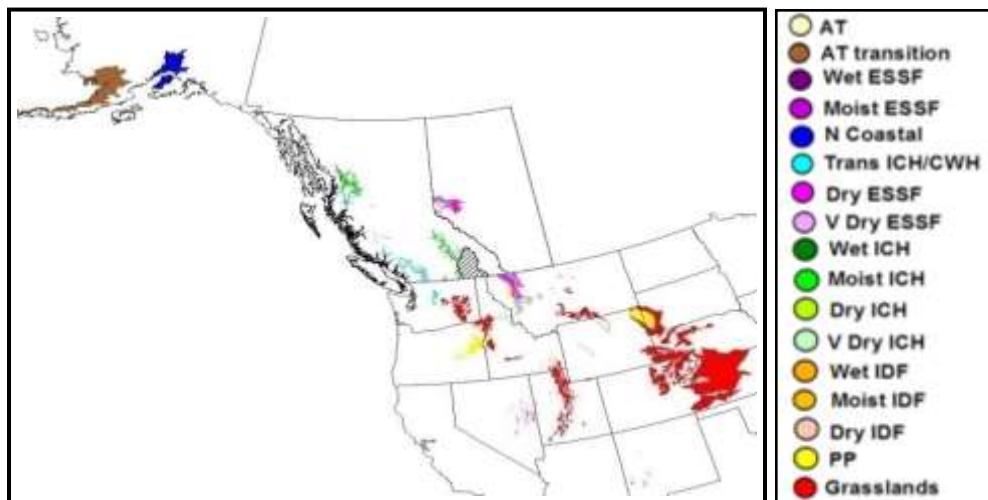 AT
AT transition
Wet ESSF
Moist ESSF
N Coastal
Trans ICH/CWH
Dry ESSF
V Dry ESSF
Wet ICH
Moist ICH
Dry ICH
V Dry ICH
Wet IDF
Moist IDF
Dry IDF
PP
Grasslands